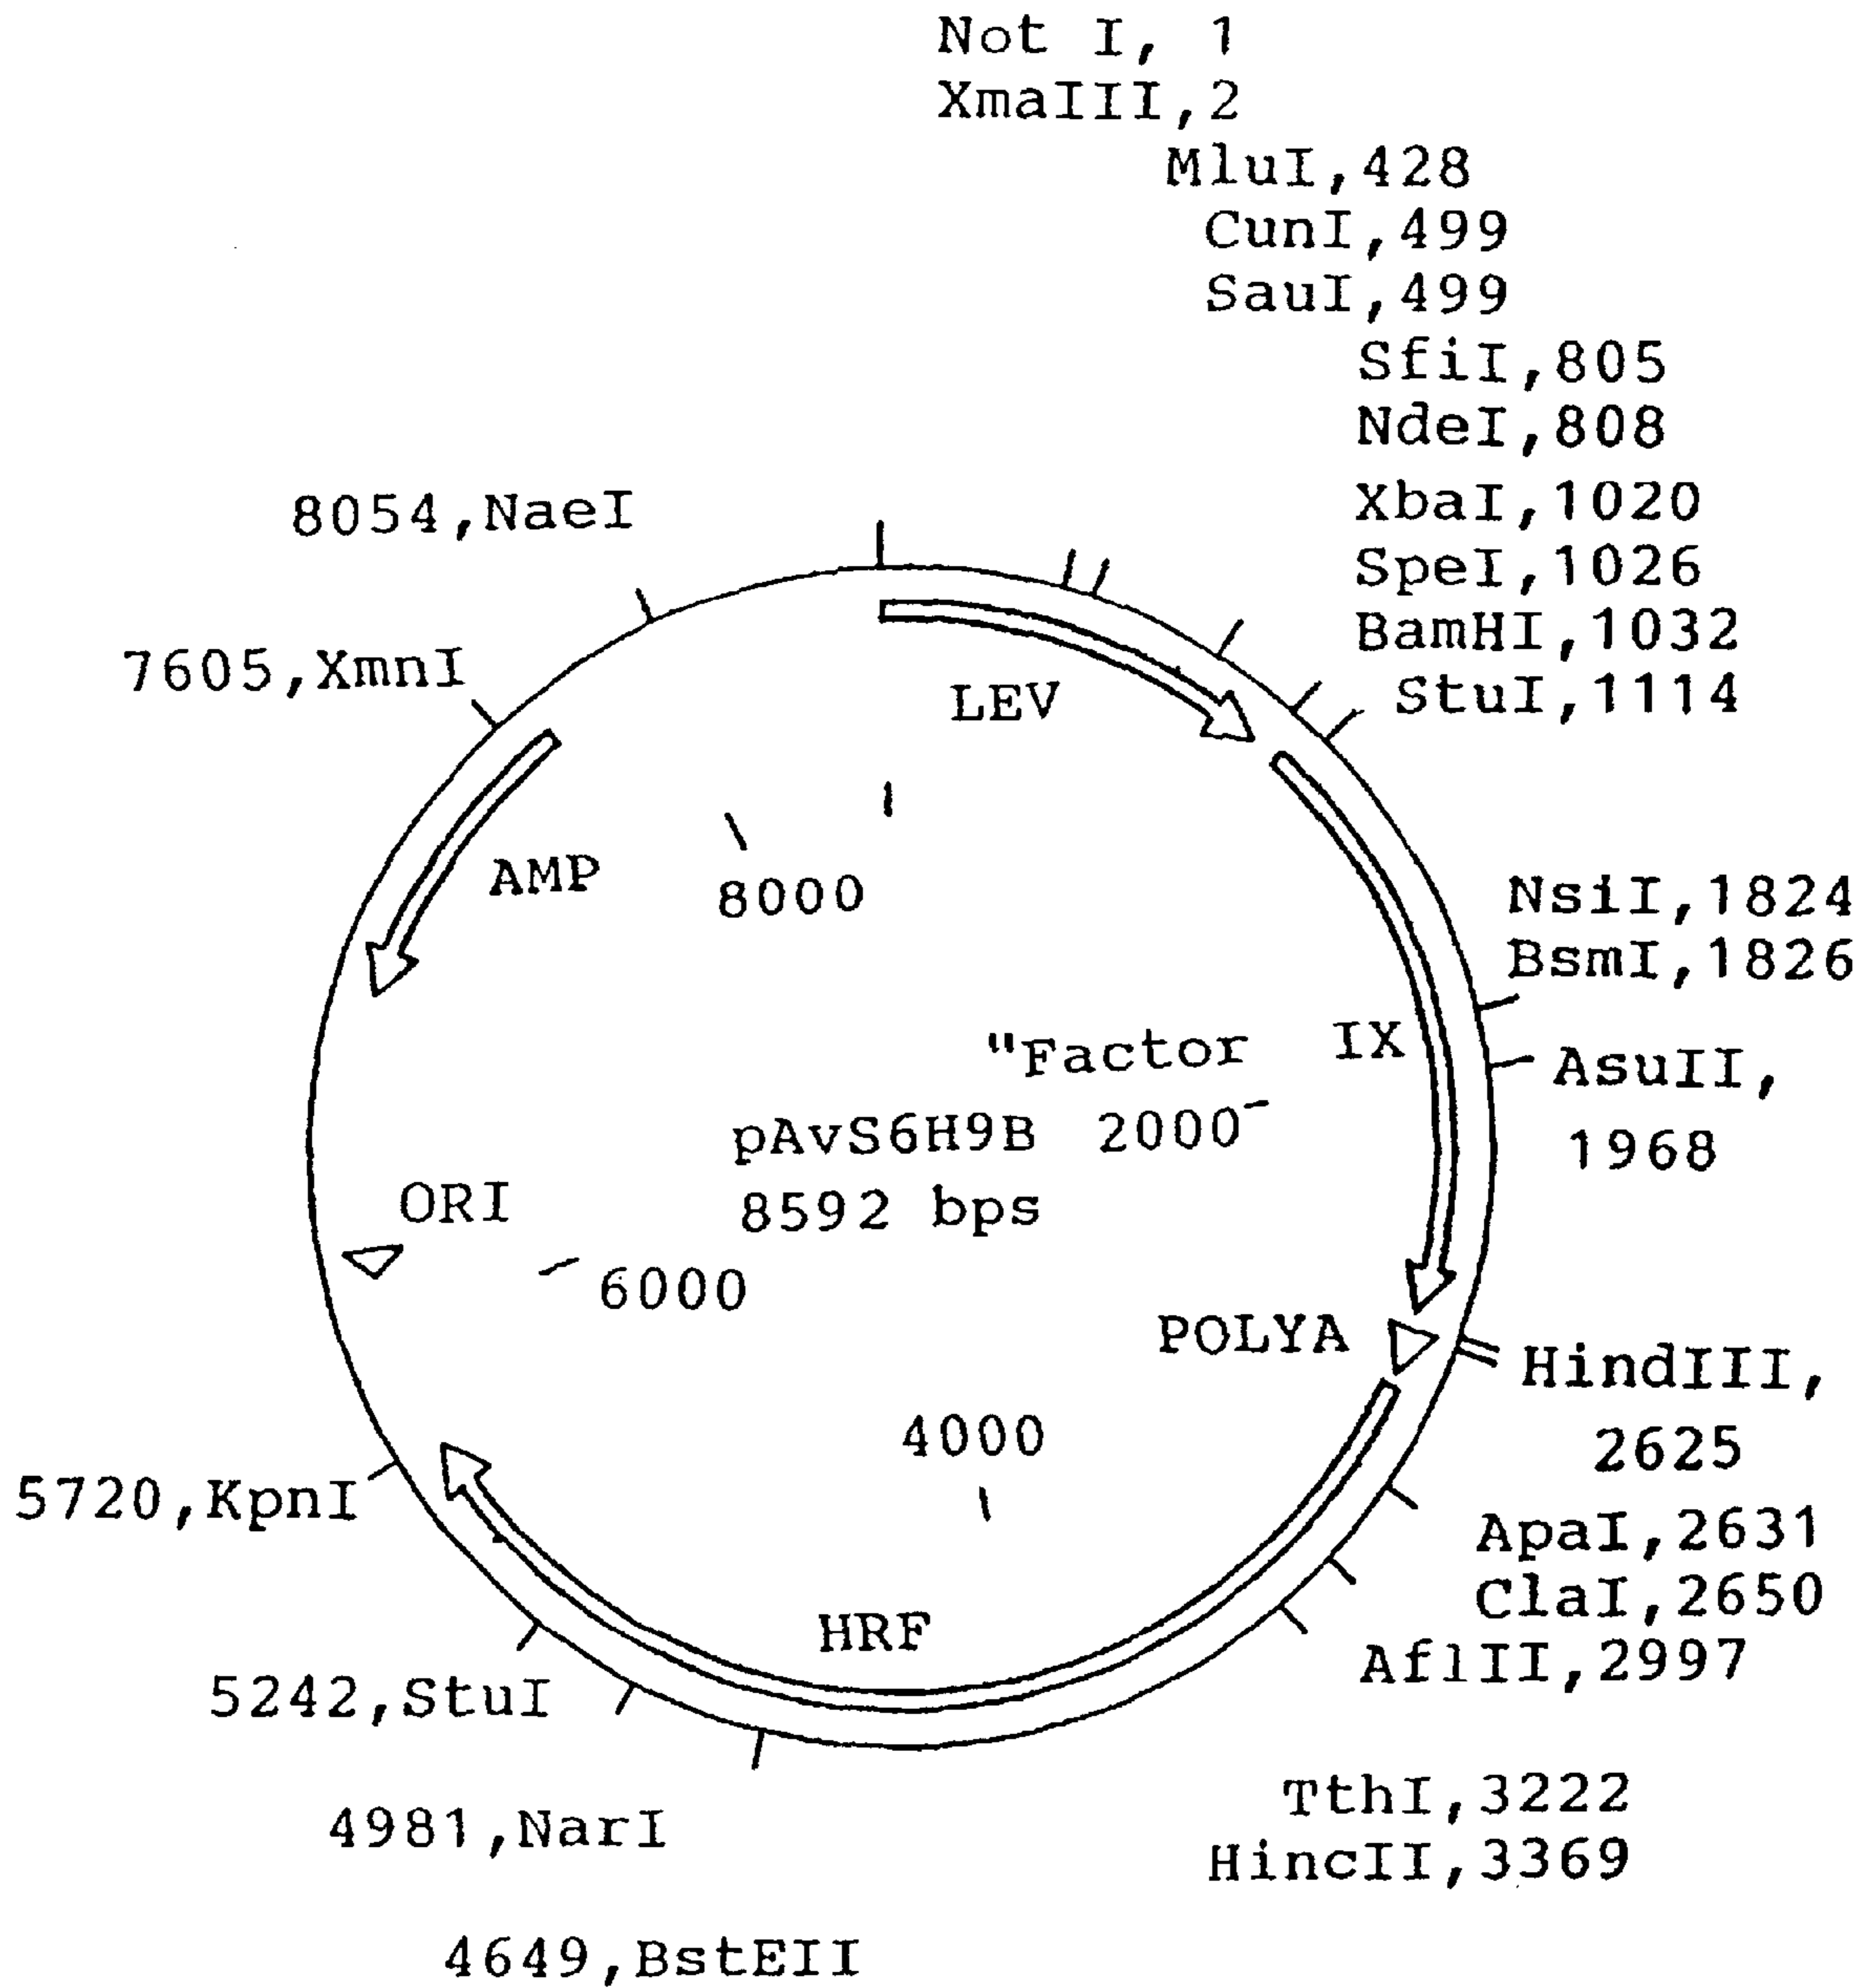 Not I, 1
XmaIII,2
MluI,428
CunI,499
SauI,499
SfiI,805
NdeI,808
XbaI,1020
SpeI,1026
BamHI,1032
StuI,1114
8054,NaeI
7605,XmnI
LEV
AMP
8000
NsiI,1824
BsmI,1826
"Factor IX
AsuII,
1968
pAvS6H9B 2000
8592 bps
ORI
6000
POLYA
HindIII,
2625
4000
5720,KpnI
ApaI,2631
ClaI,2650
AflII,2997
HRF
5242,StuI
TthI,3222
HincII,3369
4981,NarI
4649,BstEII